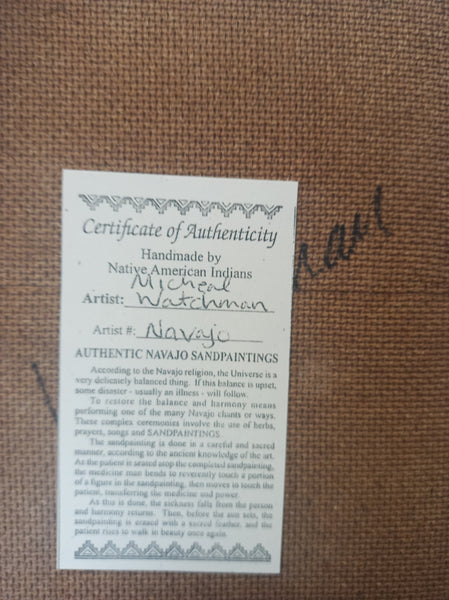 Certificate of Authenticity
Handmade by
Native American Indians
Micheal
Artist: Watchman
Artist #: Navajo
AUTHENTIC NAVAJO SANDPAINTINGS
According to the Navajo religion, the Universe is a
very delicately balanced thing. If this balance is upset,
some disaster - usually an illness - will follow.
To restore the balance and harmony means
performing one of the many Navajo chants or ways.
These complex ceremonies involve the use of herbs,
prayers, songs and SANDPAINTINGS.
The sandpainting is done in a careful and sacred
manner, according to the ancient knowledge of the art.
As the patient is seated atop the completed sandpainting,
the medicine man bends to reverently touch a portion
of a figure in the sandpainting, then moves to touch the
patient, transferring the medicine and power.
As this is done, the sickness falls from the person
and harmony returns. Then, before the sun sets, the
sandpainting is erased with a sacred feather, and the
patient rises to walk in beauty once again.